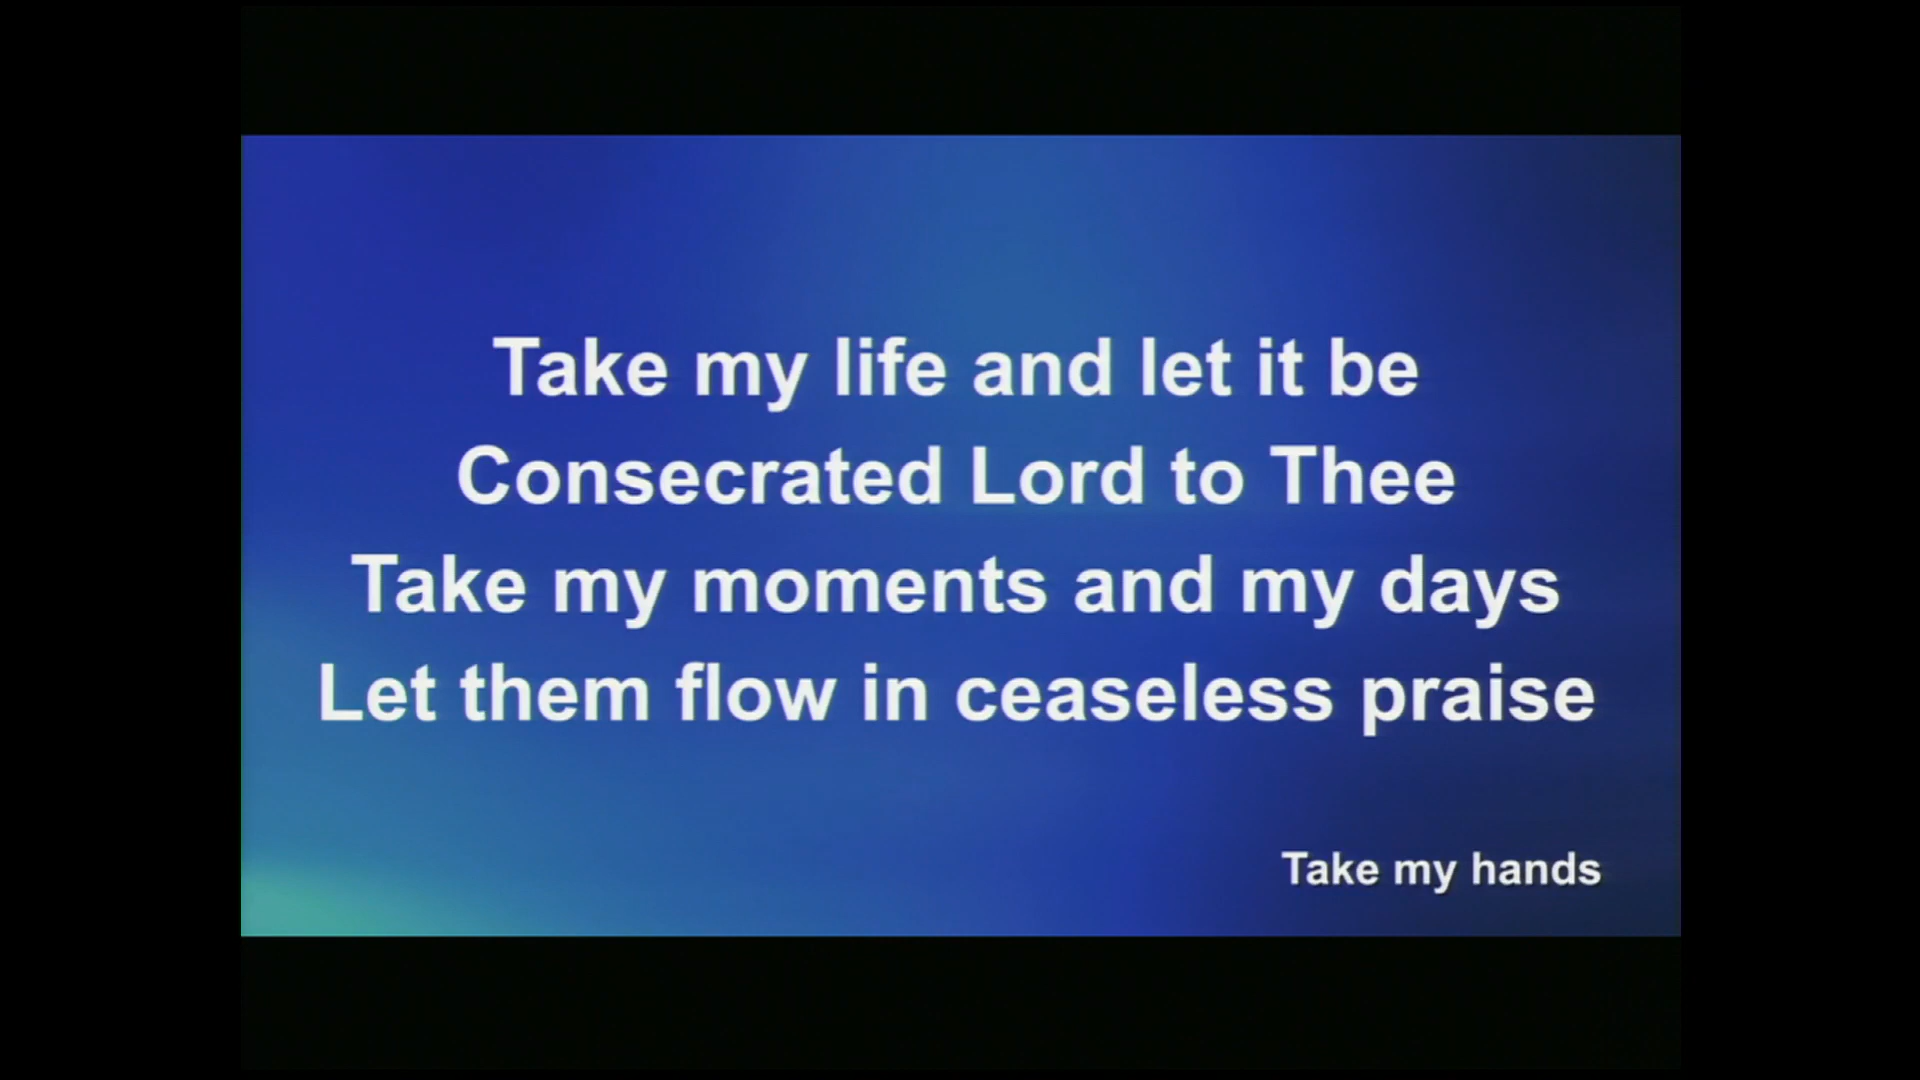 Take my life and let it be
Consecrated Lord to Thee
Take my moments and my days
Let them flow in ceaseless praise
Take my hands